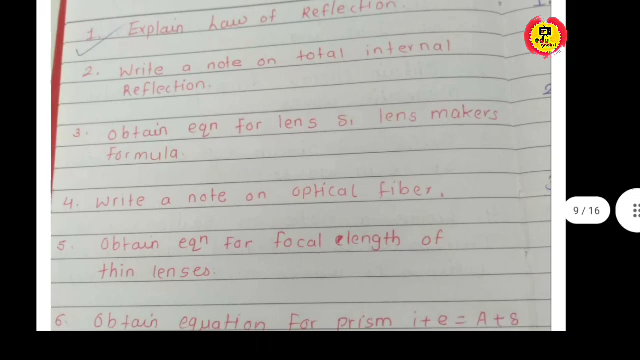 1. Explain Law of Reflection.
2. Write a note on total internal
Reflection.
3. Obtain eqn for lens & lens makers
formula.
4. Write a note on optical fiber.
5. Obtain eqn for focal length of
thin lenses.
6. Obtain equation for prism i+e = A+δ
edu
9 / 16